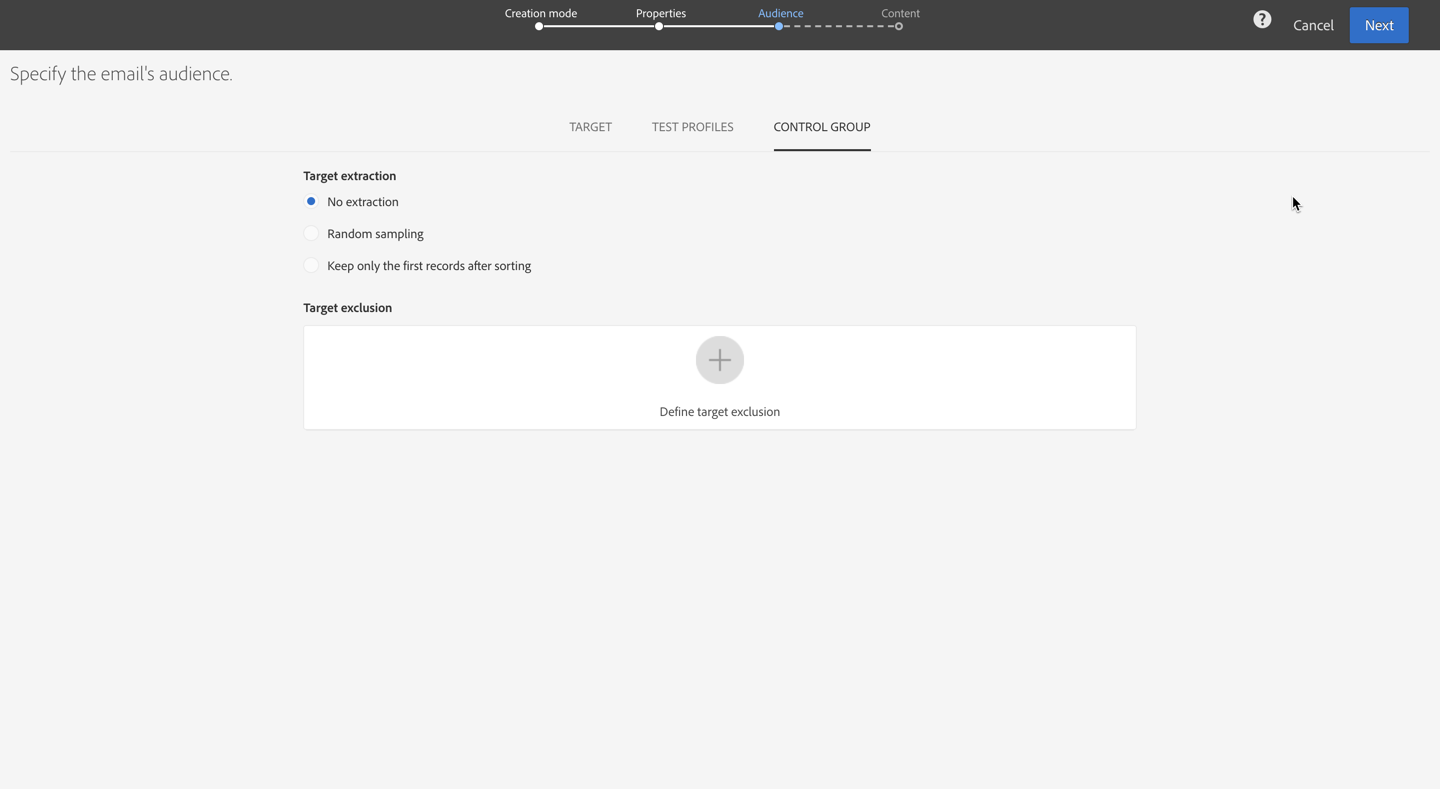 Creation mode
Properties
Audience
Content
?
Cancel
Next
Specify the email's audience.
TARGET
TEST PROFILES
CONTROL GROUP
Target extraction
No extraction
Random sampling
Keep only the first records after sorting
Target exclusion
Define target exclusion